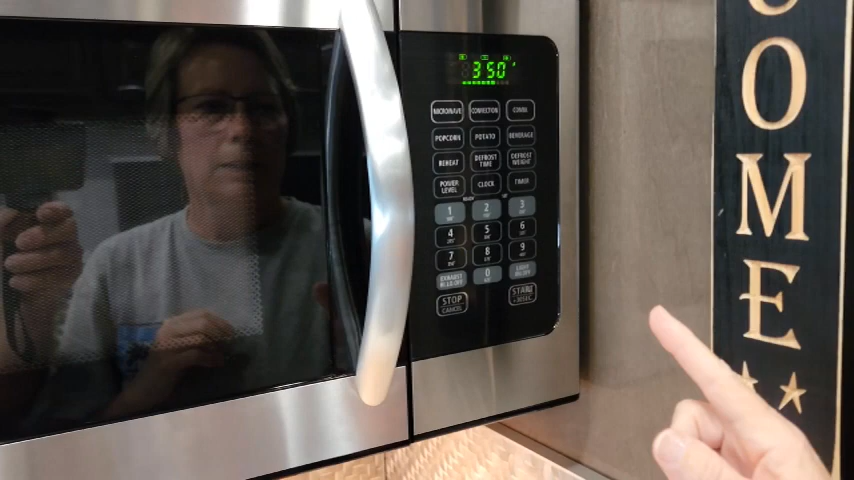 350°
MICROWAVE CONVECTION COMBI.
POPCORN POTATO BEVERAGE
REHEAT DEFROST TIME DEFROST WEIGHT
POWER LEVEL CLOCK TIMER
1 2 3
4 5 6
7 8 9
0
STOP CANCEL START +30SEC.
OME